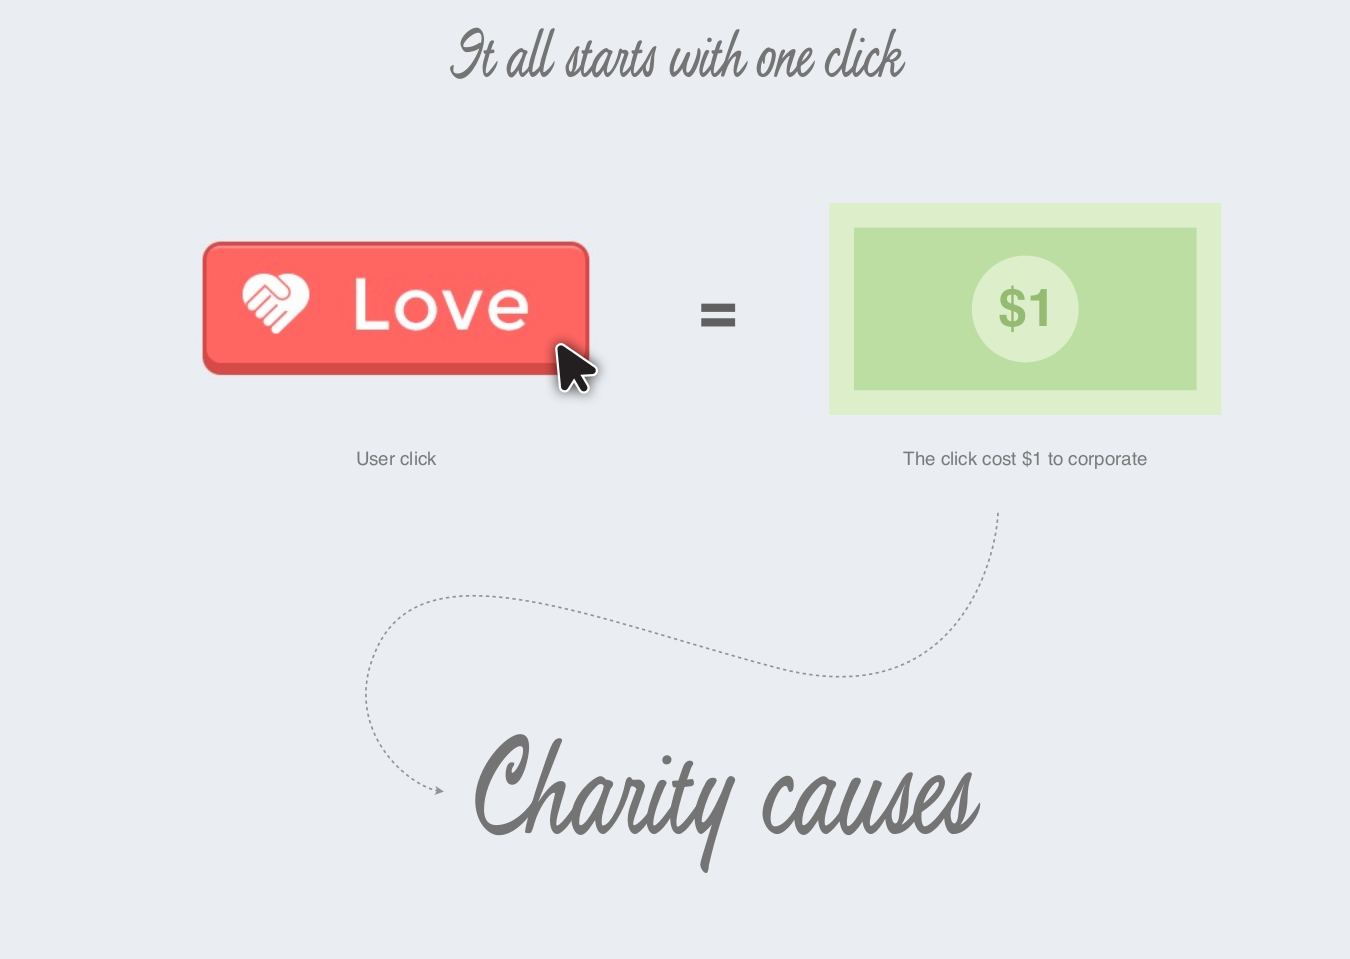 It all starts with one click
Love
=
$1
User click
The click cost $1 to corporate
Charity causes